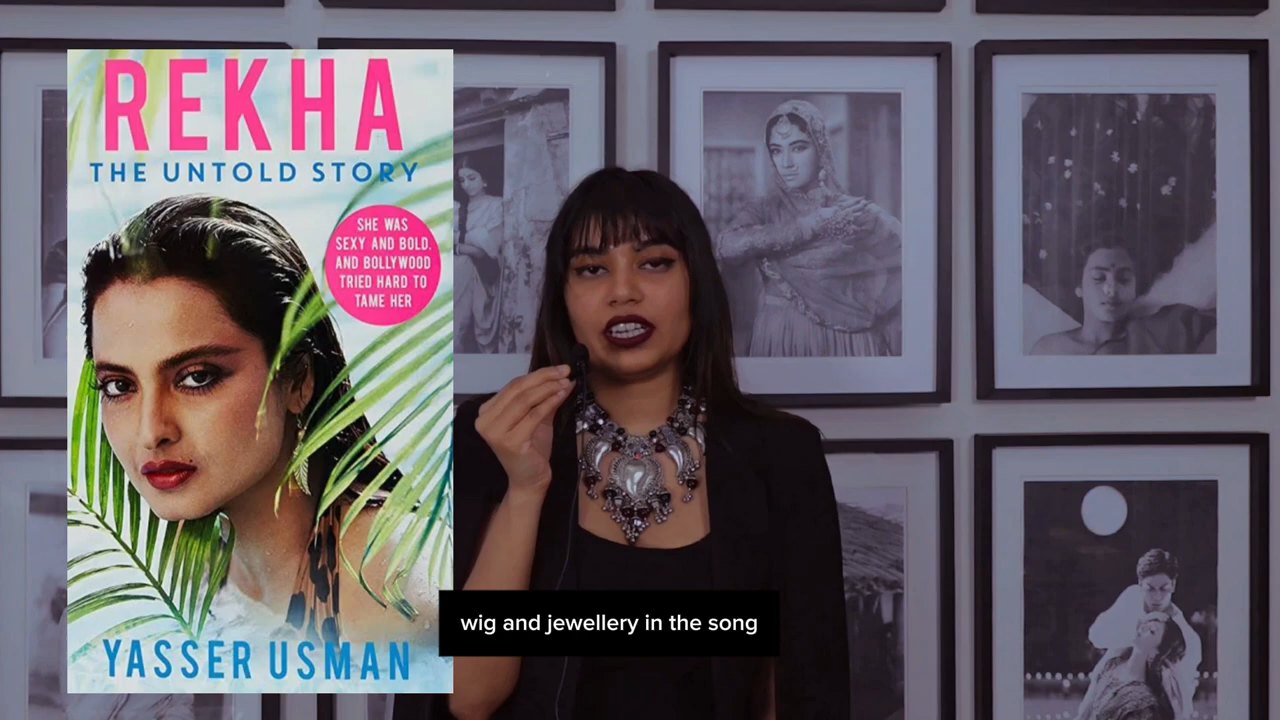 REKHA
THE UNTOLD STORY
SHE WAS
SEXY AND BOLD.
AND BOLLYWOOD
TRIED HARD TO
TAME HER
YASSER USMAN
wig and jewellery in the song